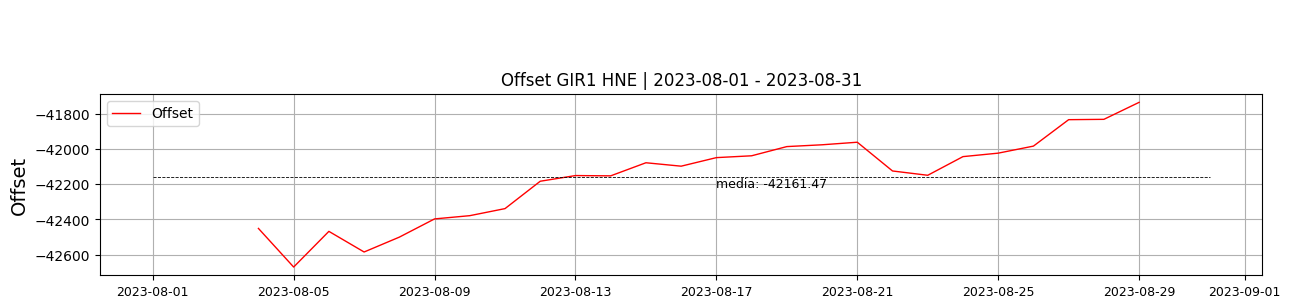 Offset GIR1 HNE | 2023-08-01 - 2023-08-31
Offset
−41800
−42000
−42200
−42400
−42600
Offset
media: -42161.47
2023-08-01 2023-08-05 2023-08-09 2023-08-13 2023-08-17 2023-08-21 2023-08-25 2023-08-29 2023-09-01